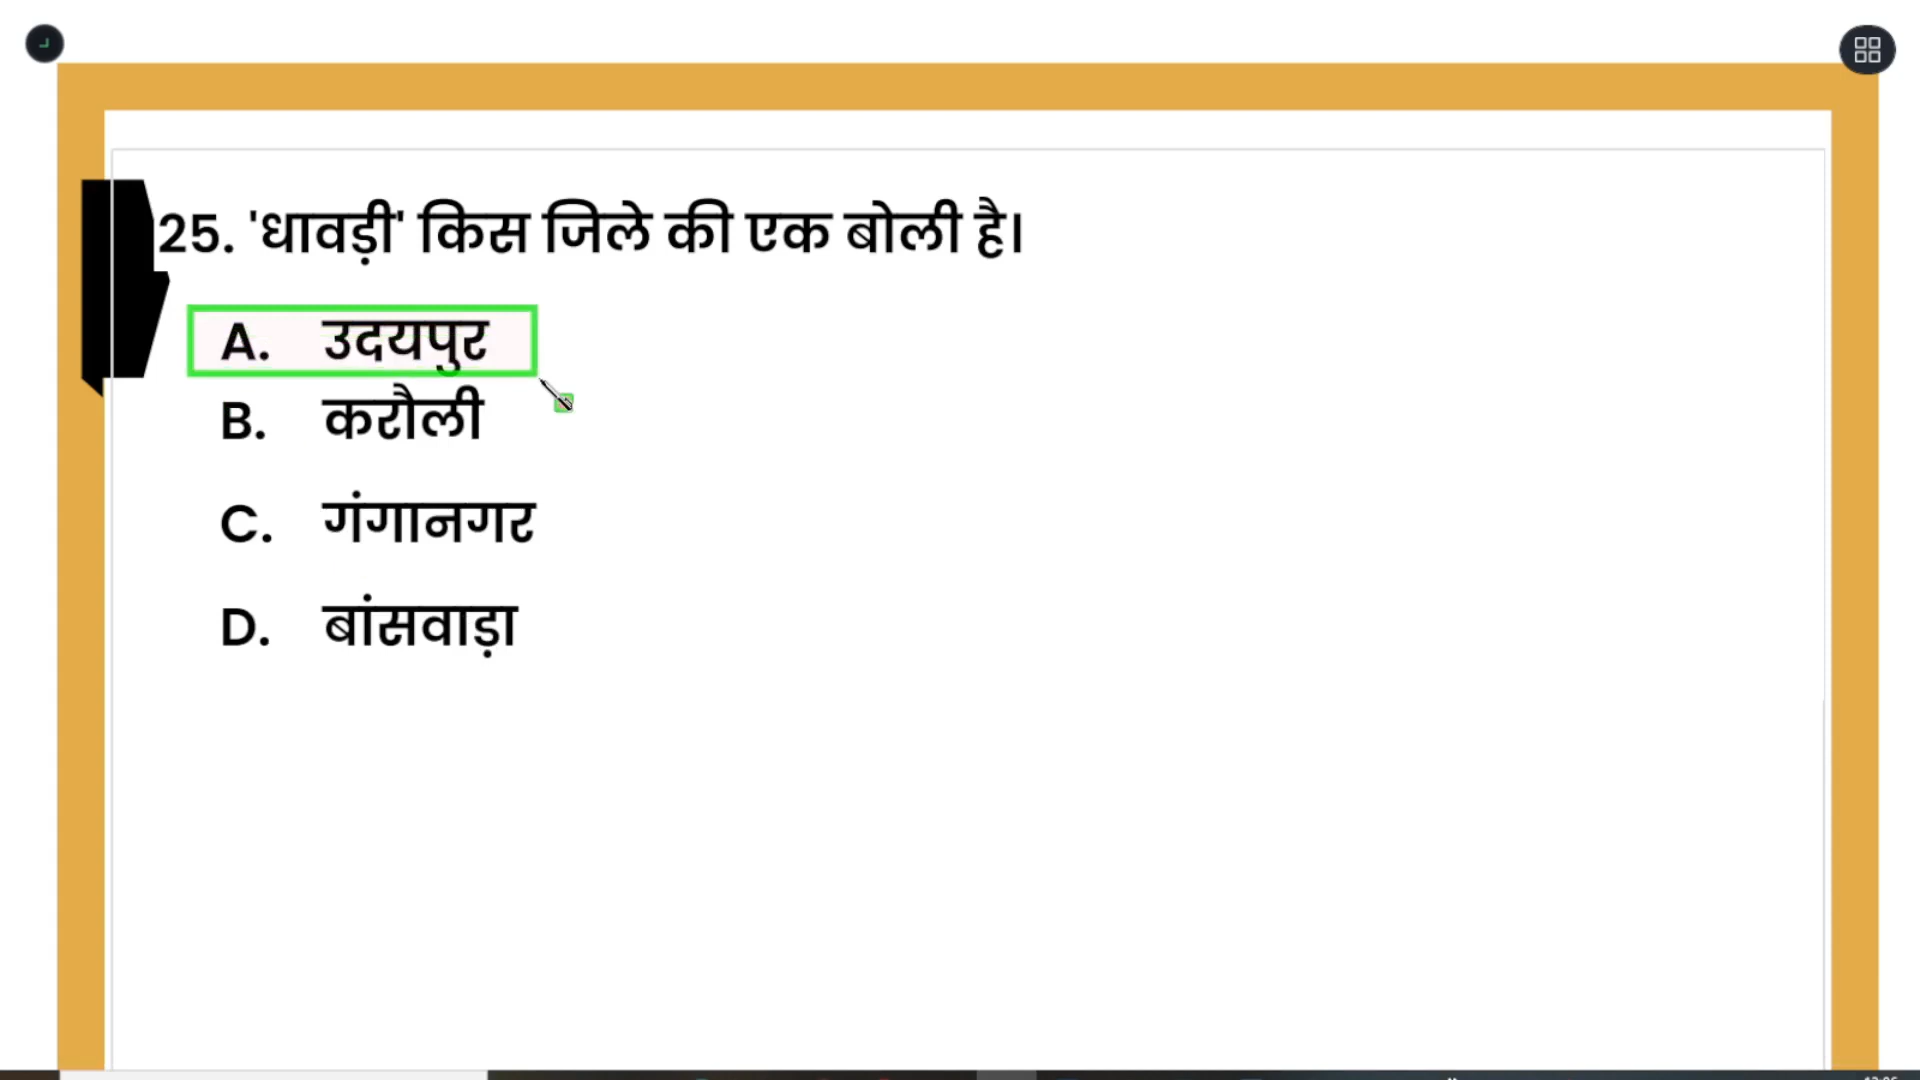 25. 'धावड़ी' किस जिले की एक बोली है।
A. उदयपुर
B. करौली
C. गंगानगर
D. बांसवाड़ा